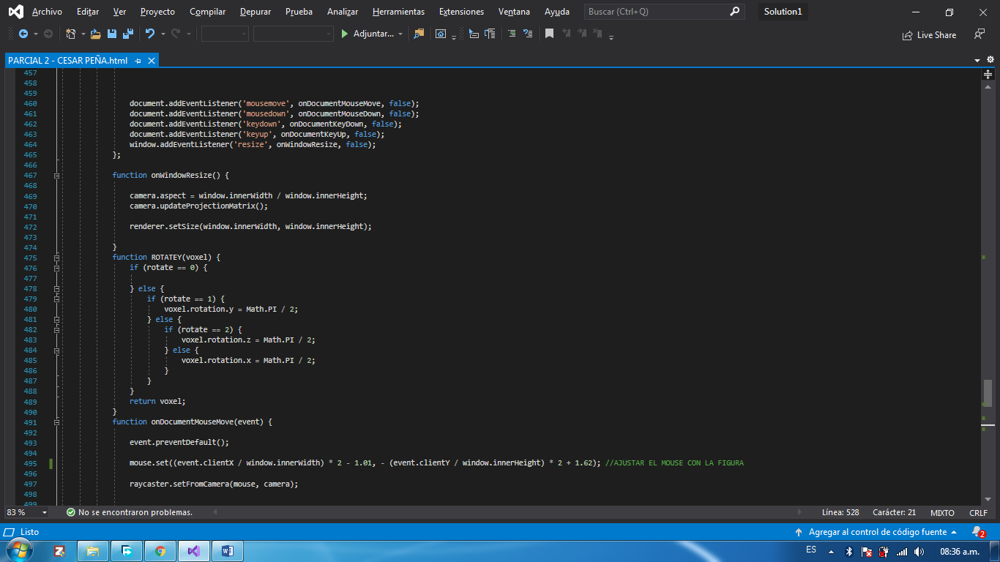 Archivo Editar Ver Proyecto Compilar Depurar Prueba Analizar Herramientas Extensiones Ventana Ayuda Buscar (Ctrl+Q) Solution1
Adjuntar... Live Share
PARCIAL 2 - CESAR PEÑA.html
457
458
459
460 document.addEventListener('mousemove', onDocumentMouseMove, false);
461 document.addEventListener('mousedown', onDocumentMouseDown, false);
462 document.addEventListener('keydown', onDocumentKeyDown, false);
463 document.addEventListener('keyup', onDocumentKeyUp, false);
464 window.addEventListener('resize', onWindowResize, false);
465 };
466
467 function onWindowResize() {
468
469 camera.aspect = window.innerWidth / window.innerHeight;
470 camera.updateProjectionMatrix();
471
472 renderer.setSize(window.innerWidth, window.innerHeight);
473
474 }
475 function ROTATEY(voxel) {
476 if (rotate == 0) {
477
478 } else {
479 if (rotate == 1) {
480 voxel.rotation.y = Math.PI / 2;
481 } else {
482 if (rotate == 2) {
483 voxel.rotation.z = Math.PI / 2;
484 } else {
485 voxel.rotation.x = Math.PI / 2;
486 }
487 }
488 }
489 return voxel;
490 }
491 function onDocumentMouseMove(event) {
492
493 event.preventDefault();
494
495 mouse.set((event.clientX / window.innerWidth) * 2 - 1.01, - (event.clientY / window.innerHeight) * 2 + 1.62); //AJUSTAR EL MOUSE CON LA FIGURA
496
497 raycaster.setFromCamera(mouse, camera);
498
499
83 % No se encontraron problemas. Línea: 528 Carácter: 21 MIXTO CRLF
Listo Agregar al control de código fuente 2
ES 08:36 a.m.